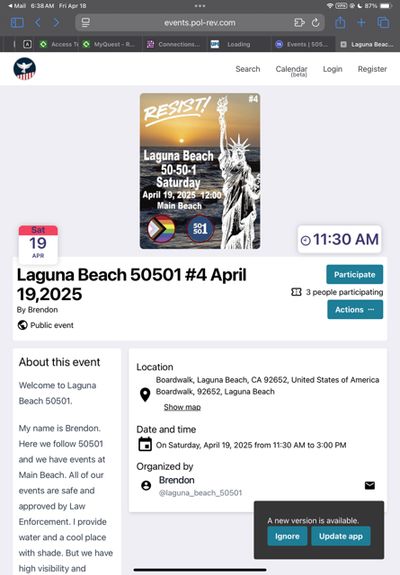 Mail 6:38 AM Fri Apr 18
VPN 87%
events.pol-rev.com
Access T
MyQuest - R...
Connections...
UPS
Loading
Events | 505...
Laguna Beac...
Search
Calendar
(beta)
Login
Register
RESIST!
#4
Laguna Beach
50-50-1
Saturday
April 19, 2025 12:00
Main Beach
50
50
1
Sat
19
APR
11:30 AM
Laguna Beach 50501 #4 April
19,2025
By Brendon
Public event
Participate
3 people participating
Actions ...
About this event
Welcome to Laguna
Beach 50501.
My name is Brendon.
Here we follow 50501
and we have events at
Main Beach. All of our
events are safe and
approved by Law
Enforcement. I provide
water and a cool place
with shade. But we have
high visibility and
Location
Boardwalk, Laguna Beach, CA 92652, United States of America
Boardwalk, 92652, Laguna Beach
Show map
Date and time
On Saturday, April 19, 2025 from 11:30 AM to 3:00 PM
Organized by
Brendon
@laguna_beach_50501
A new version is available.
Ignore
Update app